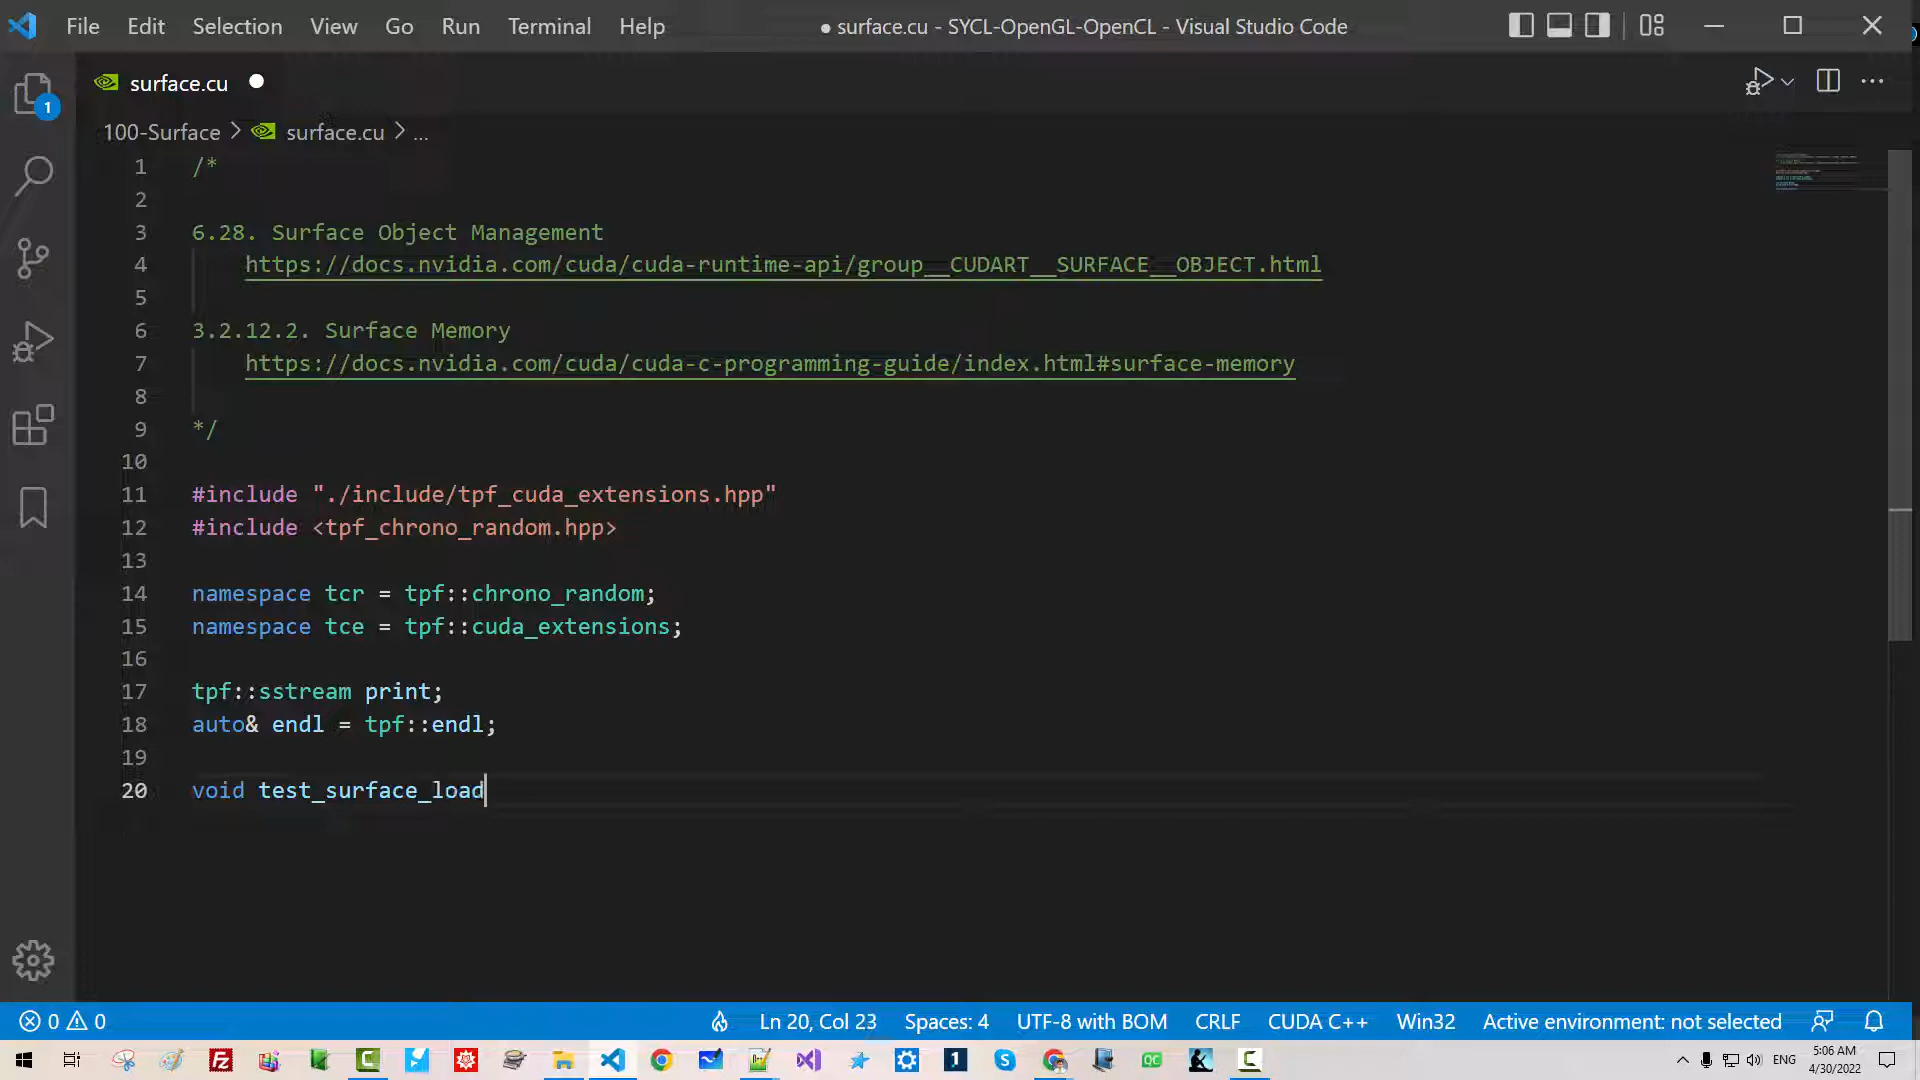 File Edit Selection View Go Run Terminal Help ● surface.cu - SYCL-OpenGL-OpenCL - Visual Studio Code
surface.cu
100-Surface > surface.cu > ...
1 /*
2
3 6.28. Surface Object Management
4 https://docs.nvidia.com/cuda/cuda-runtime-api/group__CUDART__SURFACE__OBJECT.html
5
6 3.2.12.2. Surface Memory
7 https://docs.nvidia.com/cuda/cuda-c-programming-guide/index.html#surface-memory
8
9 */
10
11 #include "./include/tpf_cuda_extensions.hpp"
12 #include <tpf_chrono_random.hpp>
13
14 namespace tcr = tpf::chrono_random;
15 namespace tce = tpf::cuda_extensions;
16
17 tpf::sstream print;
18 auto& endl = tpf::endl;
19
20 void test_surface_load
1
0 0 Ln 20, Col 23 Spaces: 4 UTF-8 with BOM CRLF CUDA C++ Win32 Active environment: not selected
ENG 5:06 AM
4/30/2022